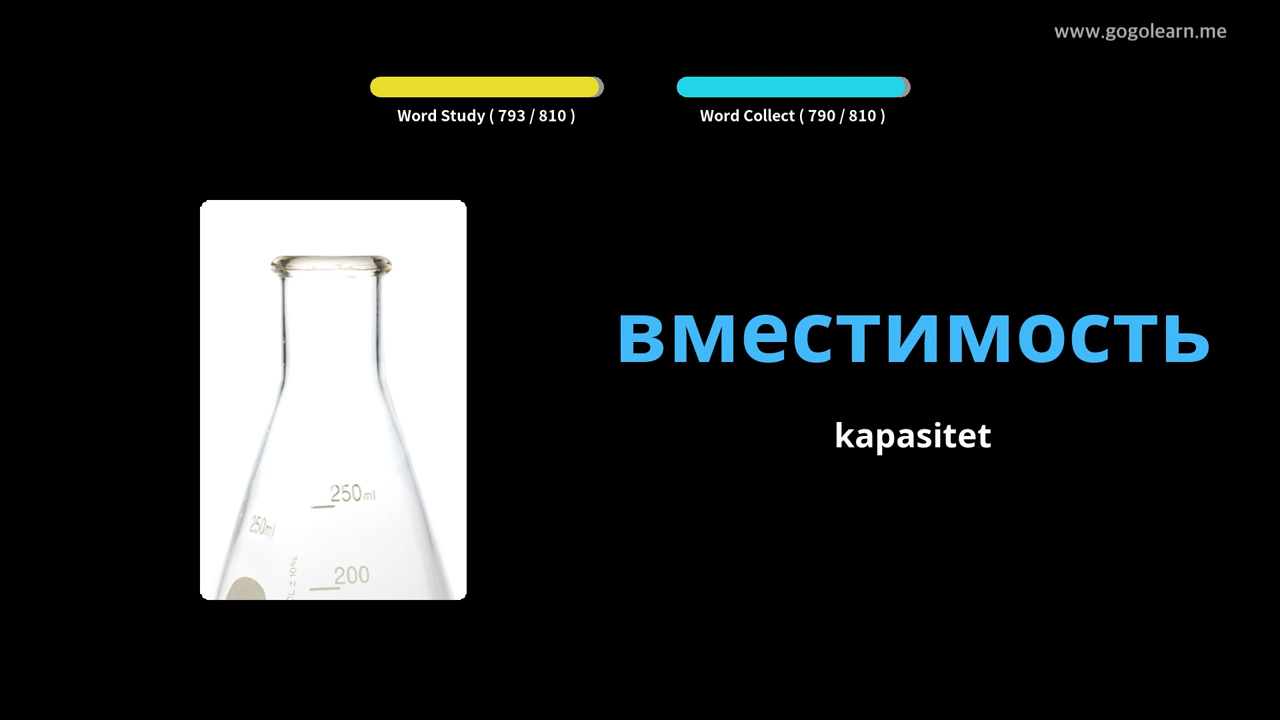 www.gogolearn.me
Word Study ( 793 / 810 )
Word Collect ( 790 / 810 )
вместимость
kapasitet
250ml
250ml
200